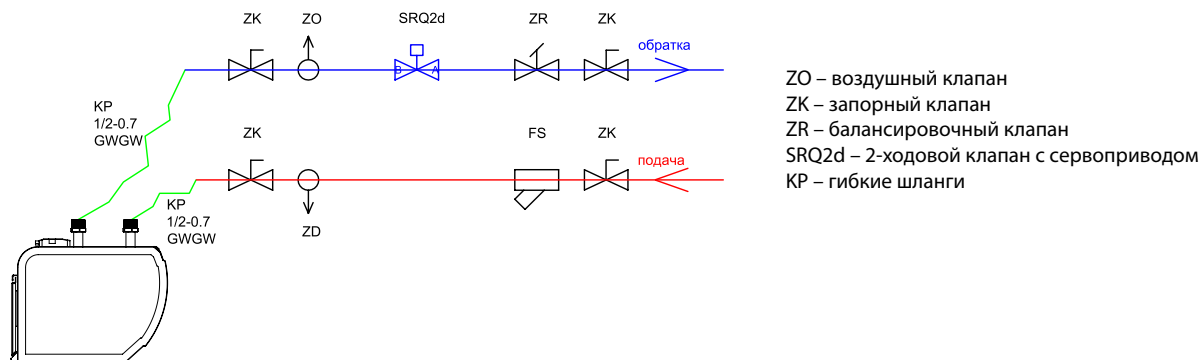 ZK ZO SRQ2d ZR ZK
обратка
B A
KP
1/2-0.7
GWGW
ZK FS ZK
подача
KP
1/2-0.7
GWGW
ZD
ZO – воздушный клапан
ZK – запорный клапан
ZR – балансировочный клапан
SRQ2d – 2-ходовой клапан с сервоприводом
KP – гибкие шланги